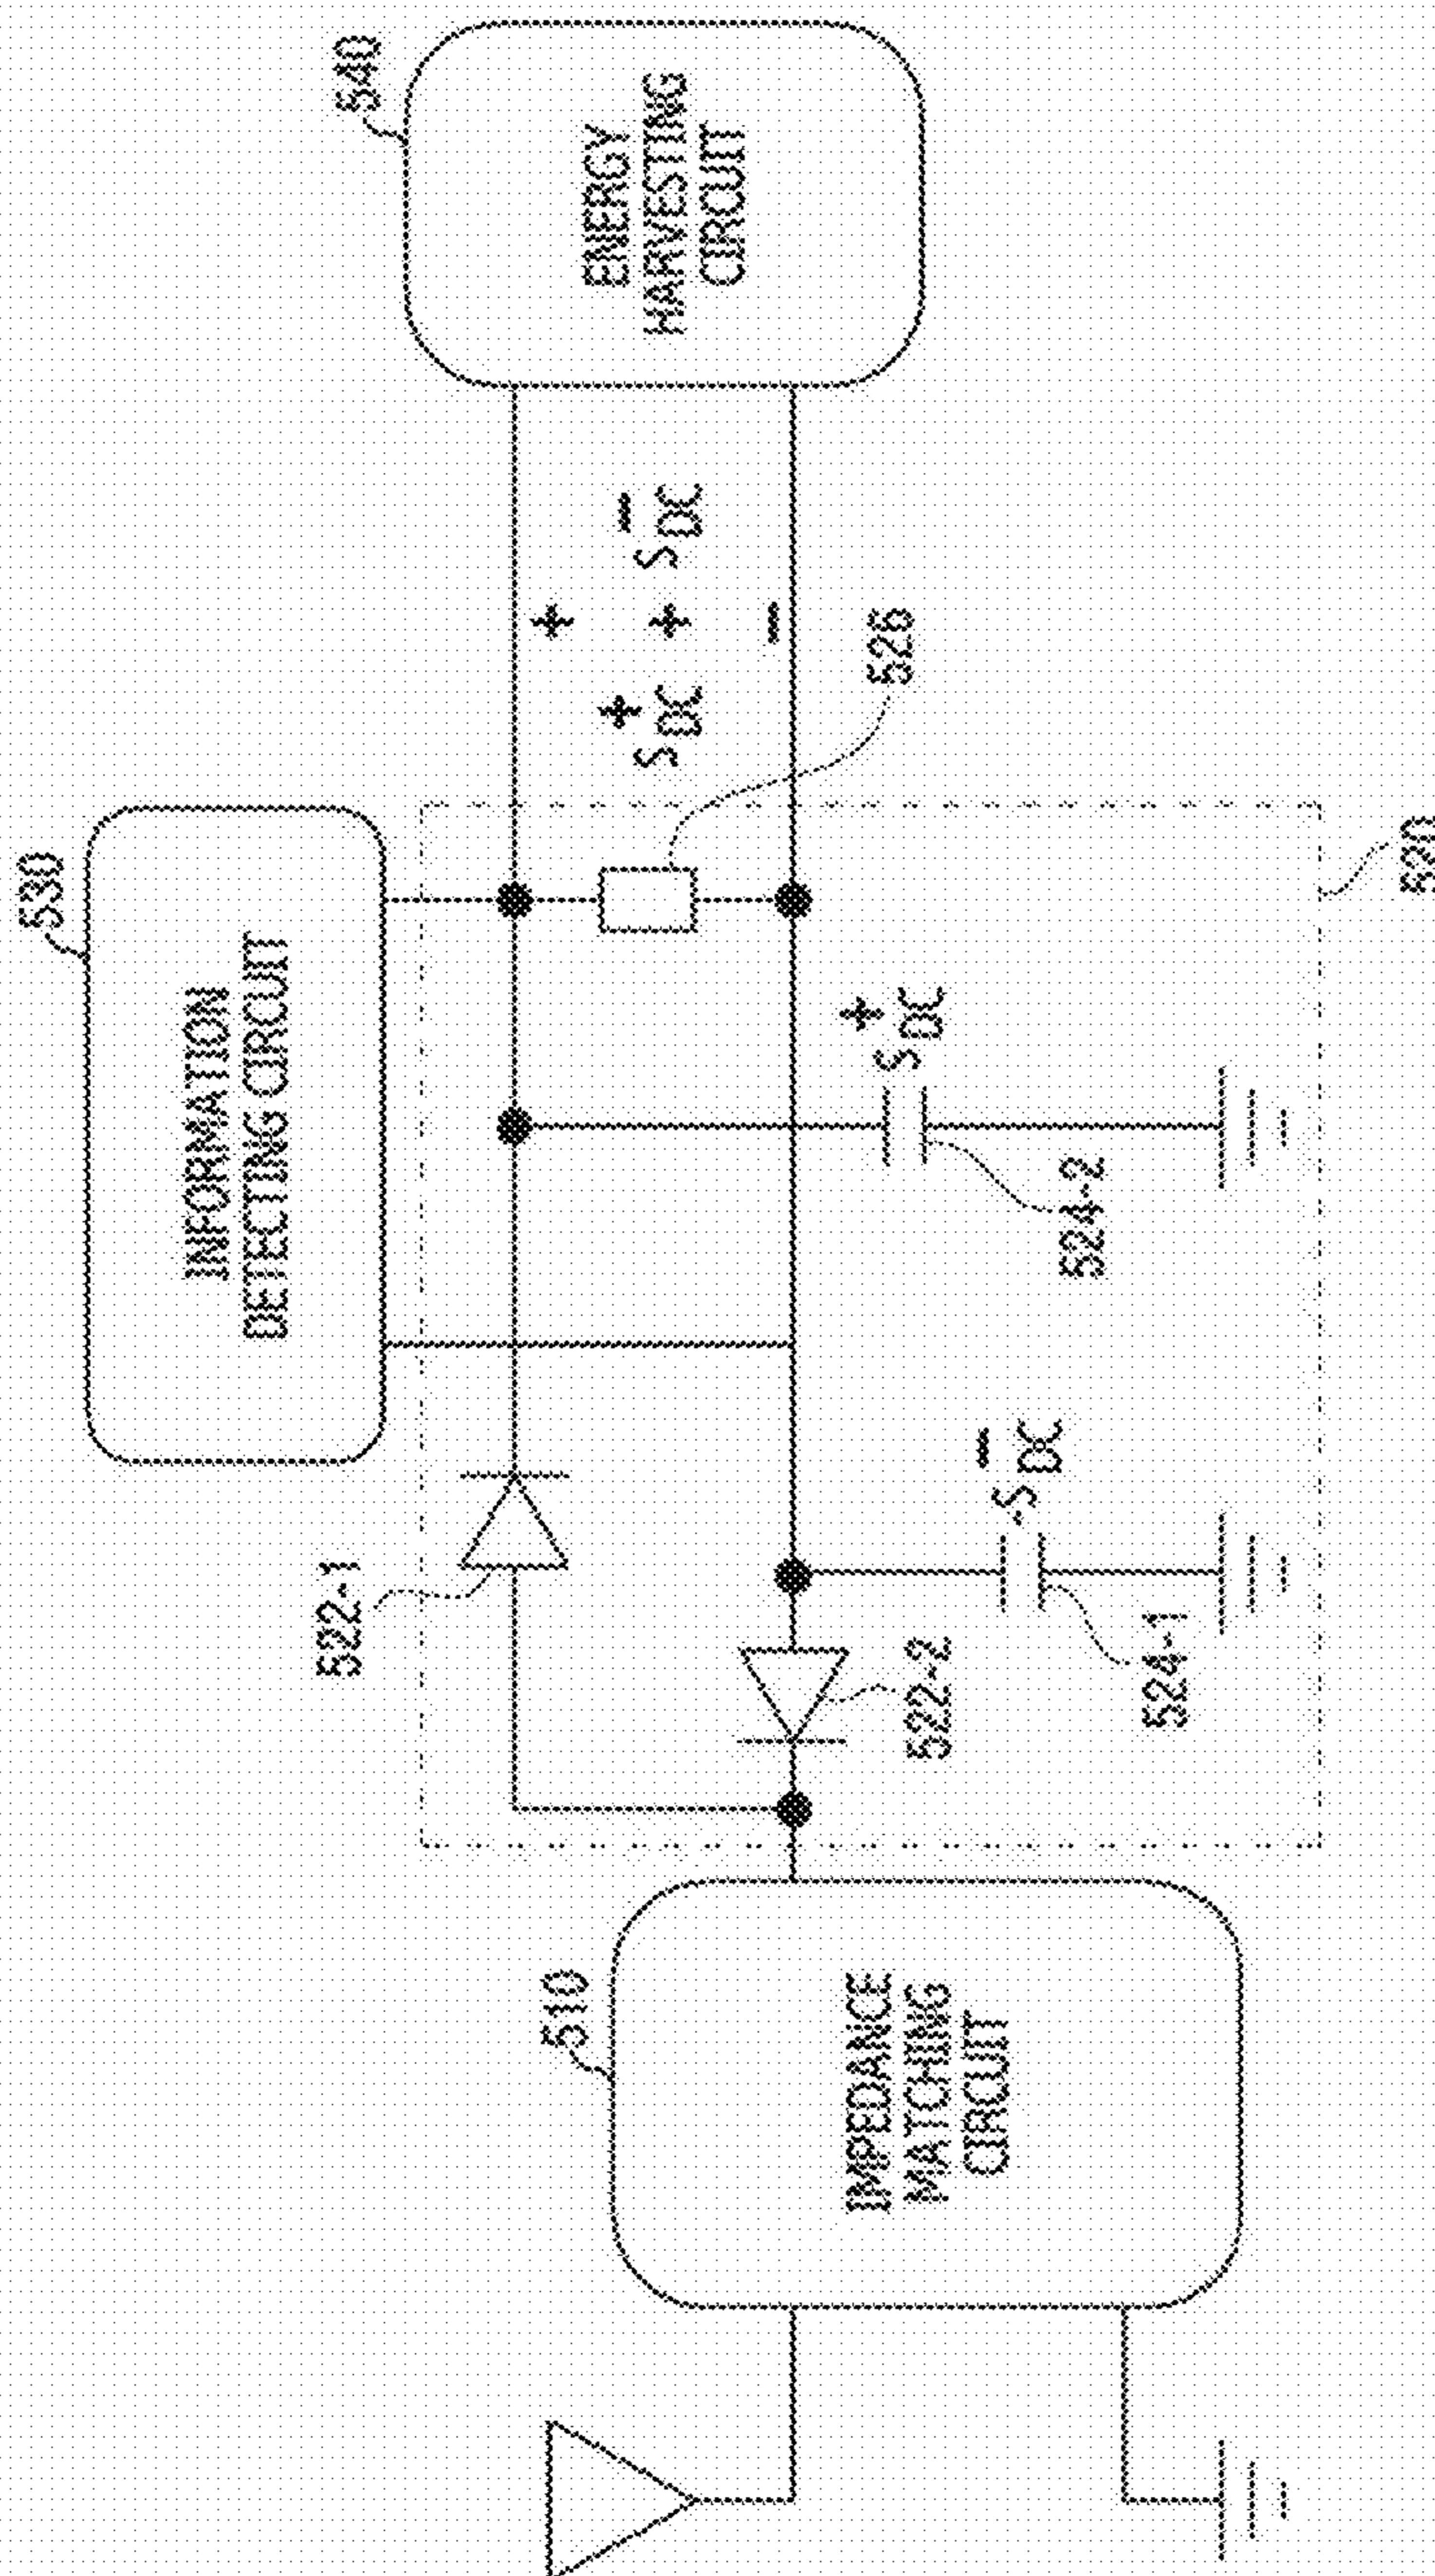 530
INFORMATION
DETECTING CIRCUIT
540
ENERGY
HARVESTING
CIRCUIT
522-1
+
S+DC + S-DC
-
526
510
IMPEDANCE
MATCHING
CIRCUIT
522-2
-S-DC
524-1
S+DC
524-2
520